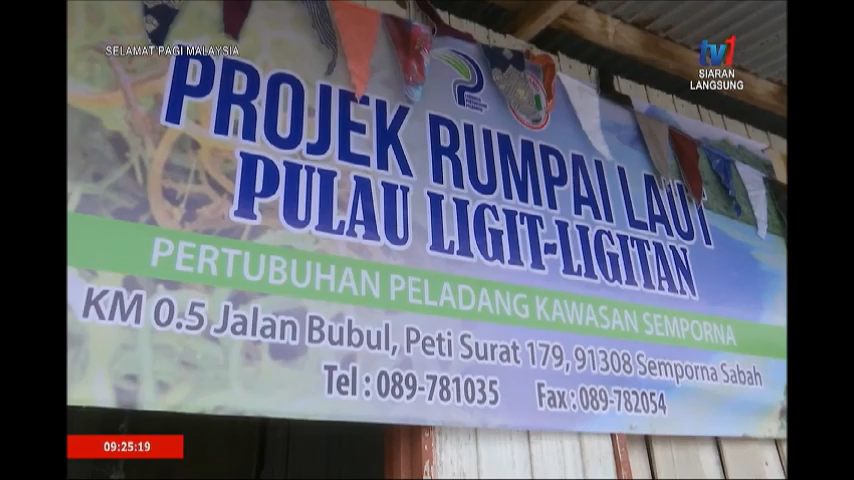 SELAMAT PAGI MALAYSIA
tv1
SIARAN
LANGSUNG
PROJEK RUMPAI LAUT
PULAU LIGIT-LIGITAN
PERTUBUHAN PELADANG KAWASAN SEMPORNA
KM 0.5 Jalan Bubul, Peti Surat 179, 91308 Semporna Sabah
Tel : 089-781035 Fax : 089-782054
09:25:19